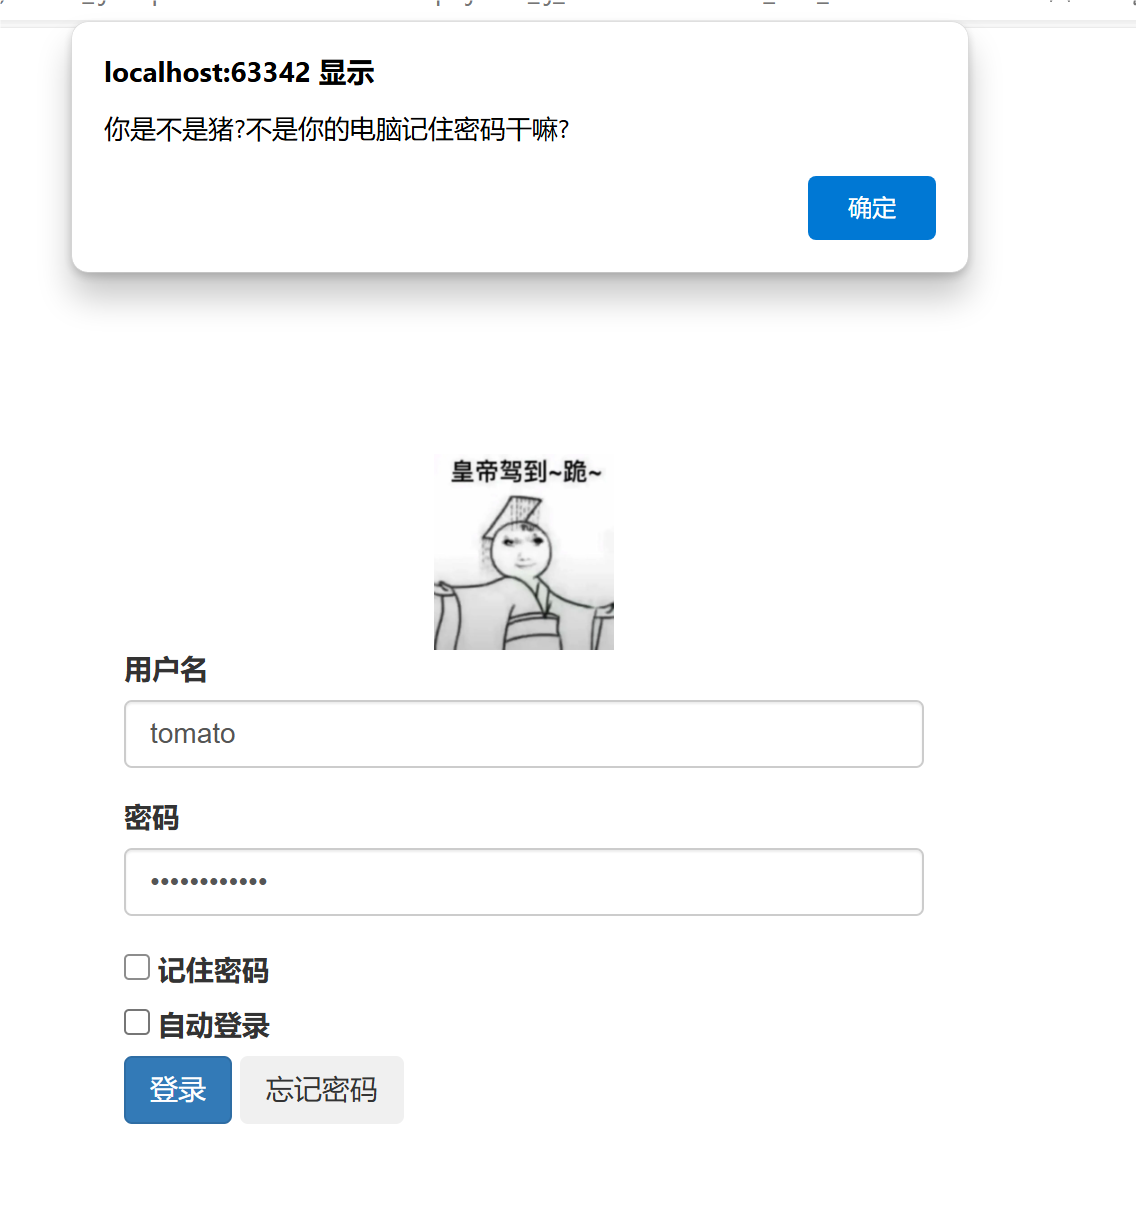 localhost:63342 显示
你是不是猪?不是你的电脑记住密码干嘛?
确定
皇帝驾到~跪~
用户名
tomato
密码
••••••••••••
记住密码
自动登录
登录 忘记密码